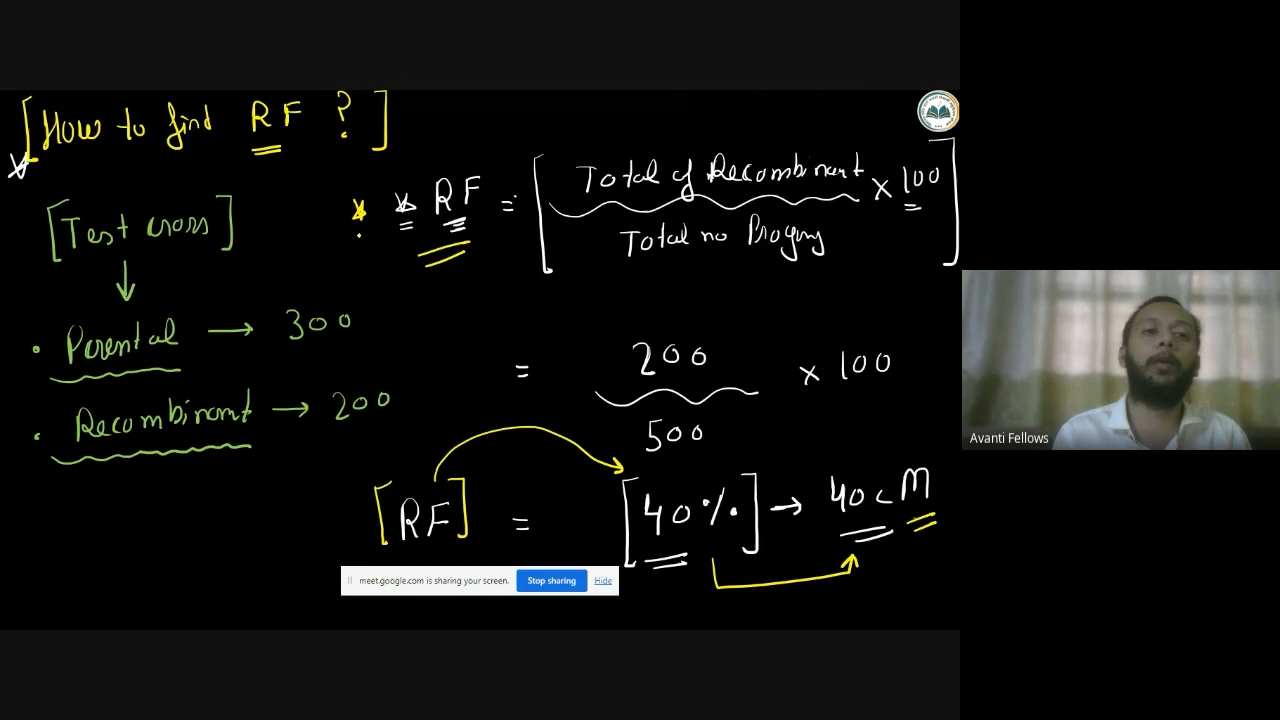 [How to find RF ?]
[Test cross]
Parental → 300
Recombinant → 200
RF = [Total of Recombinant
Total no Progeny × 100]
= 200
500 × 100
[RF] = [40%] → 40 cM
meet.google.com is sharing your screen. Stop sharing Hide
Avanti Fellows